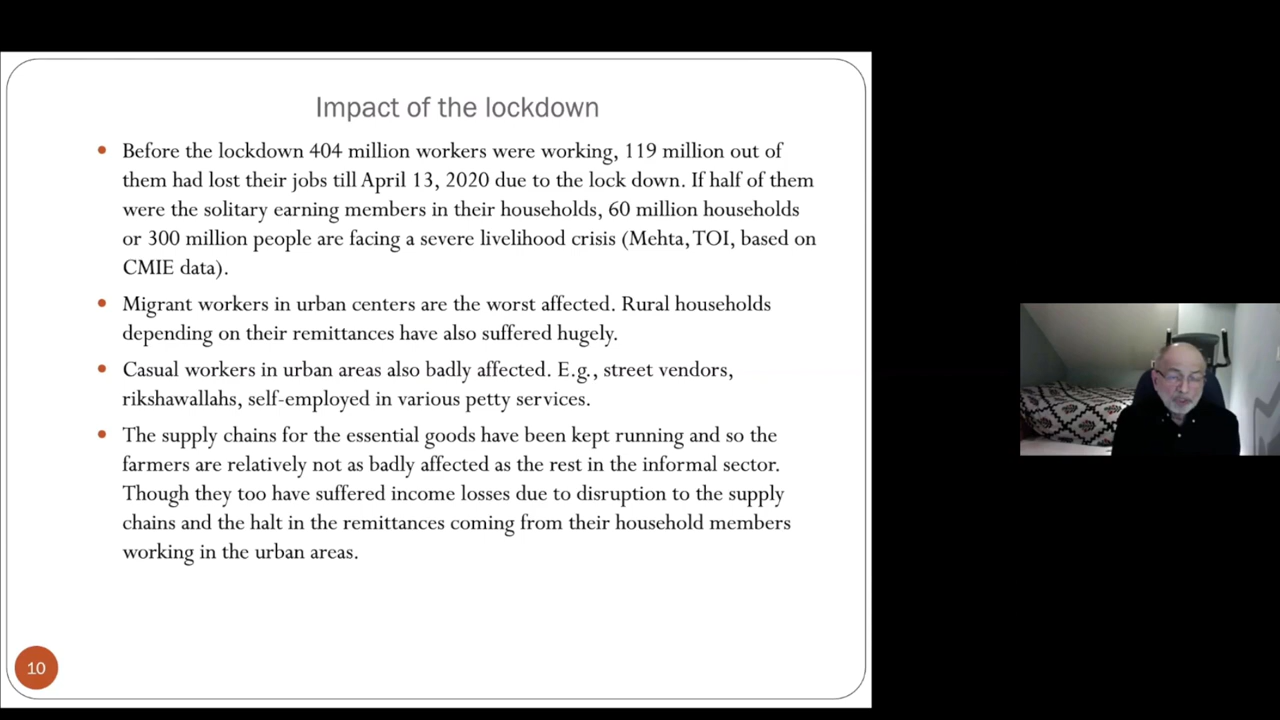 Impact of the lockdown
Before the lockdown 404 million workers were working, 119 million out of
them had lost their jobs till April 13, 2020 due to the lock down. If half of them
were the solitary earning members in their households, 60 million households
or 300 million people are facing a severe livelihood crisis (Mehta, TOI, based on
CMIE data).
Migrant workers in urban centers are the worst affected. Rural households
depending on their remittances have also suffered hugely.
Casual workers in urban areas also badly affected. E.g., street vendors,
rikshawallahs, self-employed in various petty services.
The supply chains for the essential goods have been kept running and so the
farmers are relatively not as badly affected as the rest in the informal sector.
Though they too have suffered income losses due to disruption to the supply
chains and the halt in the remittances coming from their household members
working in the urban areas.
10